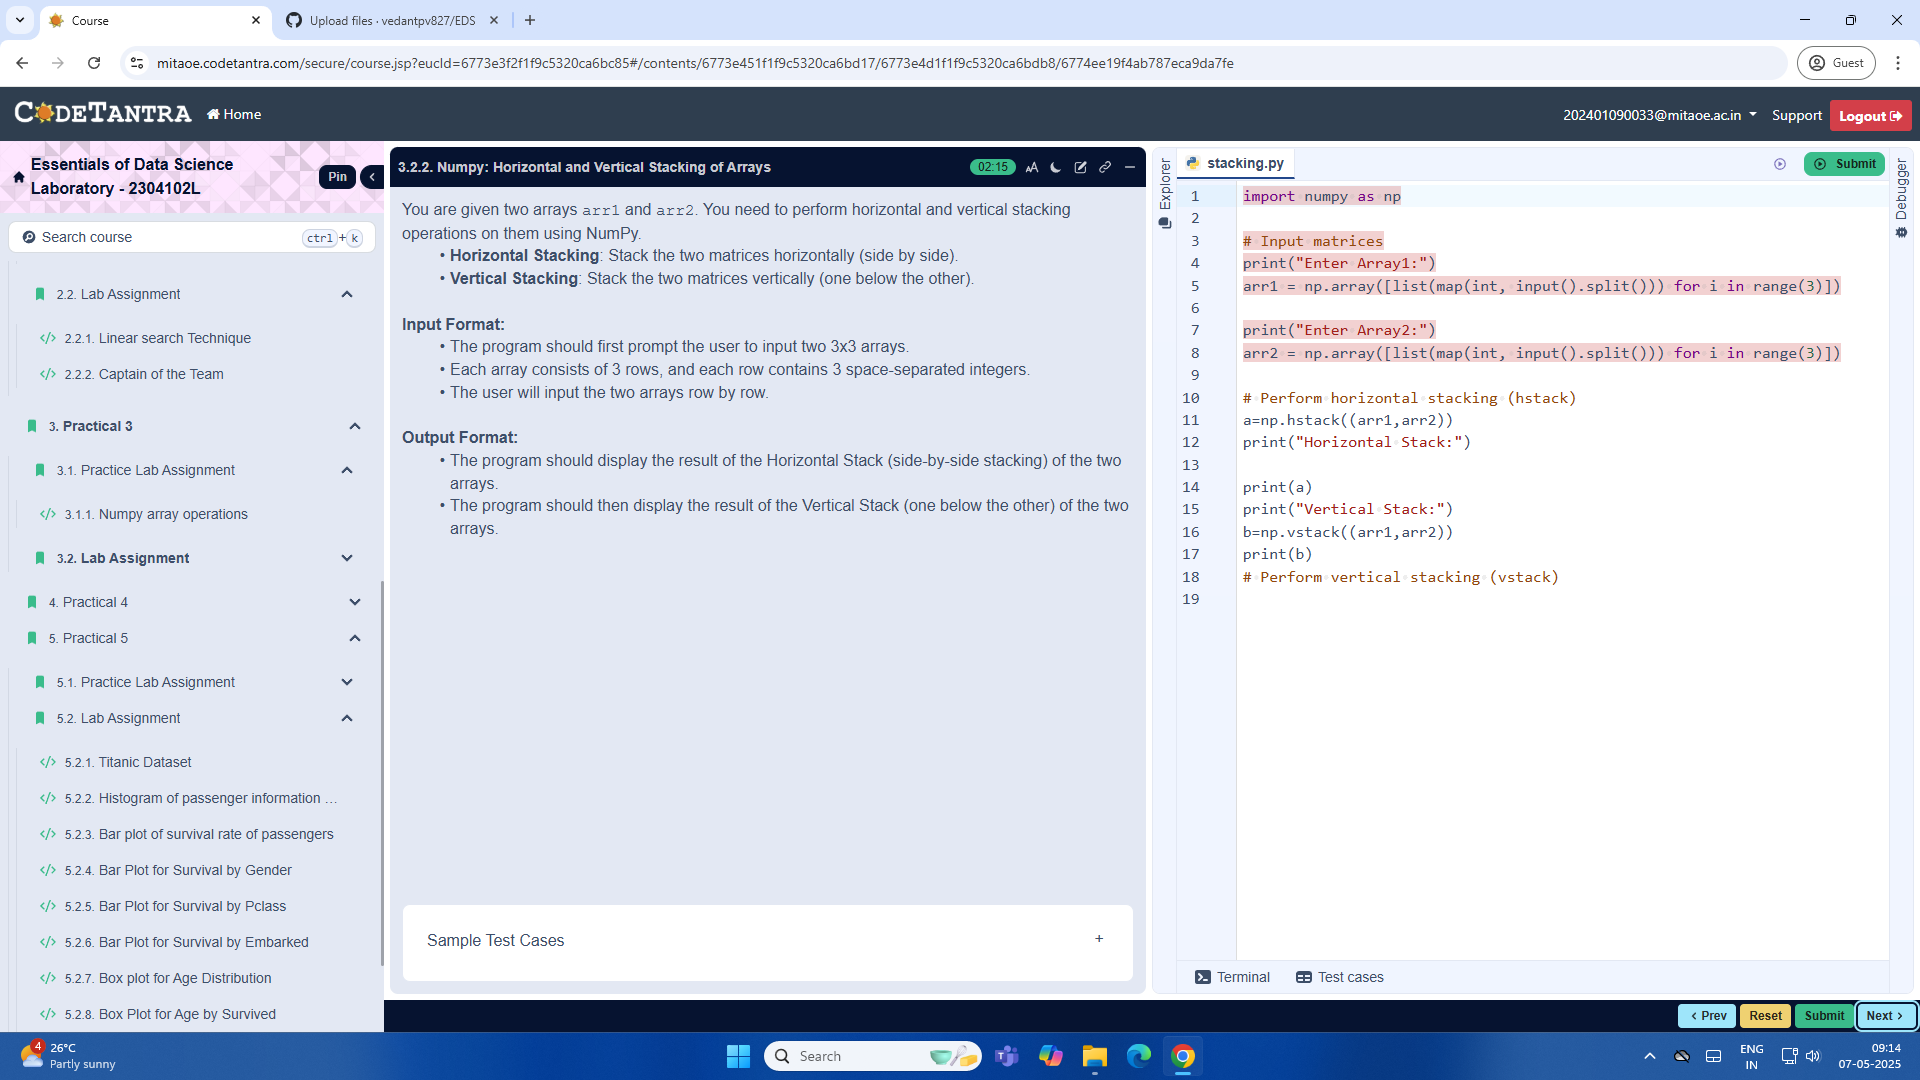 Course
Upload files · vedantpv827/EDS
mitaoe.codetantra.com/secure/course.jsp?eucId=6773e3f2f1f9c5320ca6bc85#/contents/6773e451f1f9c5320ca6bd17/6773e4d1f1f9c5320ca6bdb8/6774ee19f4ab787eca9da7fe
Guest
CODETANTRA
Home
202401090033@mitaoe.ac.in
Support
Logout
Essentials of Data Science
Laboratory - 2304102L
Pin
Search course
ctrl+k
2.2. Lab Assignment
2.2.1. Linear search Technique
2.2.2. Captain of the Team
3. Practical 3
3.1. Practice Lab Assignment
3.1.1. Numpy array operations
3.2. Lab Assignment
4. Practical 4
5. Practical 5
5.1. Practice Lab Assignment
5.2. Lab Assignment
5.2.1. Titanic Dataset
5.2.2. Histogram of passenger information ...
5.2.3. Bar plot of survival rate of passengers
5.2.4. Bar Plot for Survival by Gender
5.2.5. Bar Plot for Survival by Pclass
5.2.6. Bar Plot for Survival by Embarked
5.2.7. Box plot for Age Distribution
5.2.8. Box Plot for Age by Survived
3.2.2. Numpy: Horizontal and Vertical Stacking of Arrays
02:15
AA
You are given two arrays arr1 and arr2. You need to perform horizontal and vertical stacking
operations on them using NumPy.
• Horizontal Stacking: Stack the two matrices horizontally (side by side).
• Vertical Stacking: Stack the two matrices vertically (one below the other).
Input Format:
• The program should first prompt the user to input two 3x3 arrays.
• Each array consists of 3 rows, and each row contains 3 space-separated integers.
• The user will input the two arrays row by row.
Output Format:
• The program should display the result of the Horizontal Stack (side-by-side stacking) of the two
arrays.
• The program should then display the result of the Vertical Stack (one below the other) of the two
arrays.
Sample Test Cases
+
Explorer
stacking.py
Submit
Debugger
1 import numpy as np
2
3 # Input matrices
4 print("Enter Array1:")
5 arr1 = np.array([list(map(int, input().split())) for i in range(3)])
6
7 print("Enter Array2:")
8 arr2 = np.array([list(map(int, input().split())) for i in range(3)])
9
10 # Perform horizontal stacking (hstack)
11 a=np.hstack((arr1,arr2))
12 print("Horizontal Stack:")
13
14 print(a)
15 print("Vertical Stack:")
16 b=np.vstack((arr1,arr2))
17 print(b)
18 # Perform vertical stacking (vstack)
19
Terminal
Test cases
< Prev
Reset
Submit
Next >
4
26°C
Partly sunny
Search
ENG
IN
09:14
07-05-2025